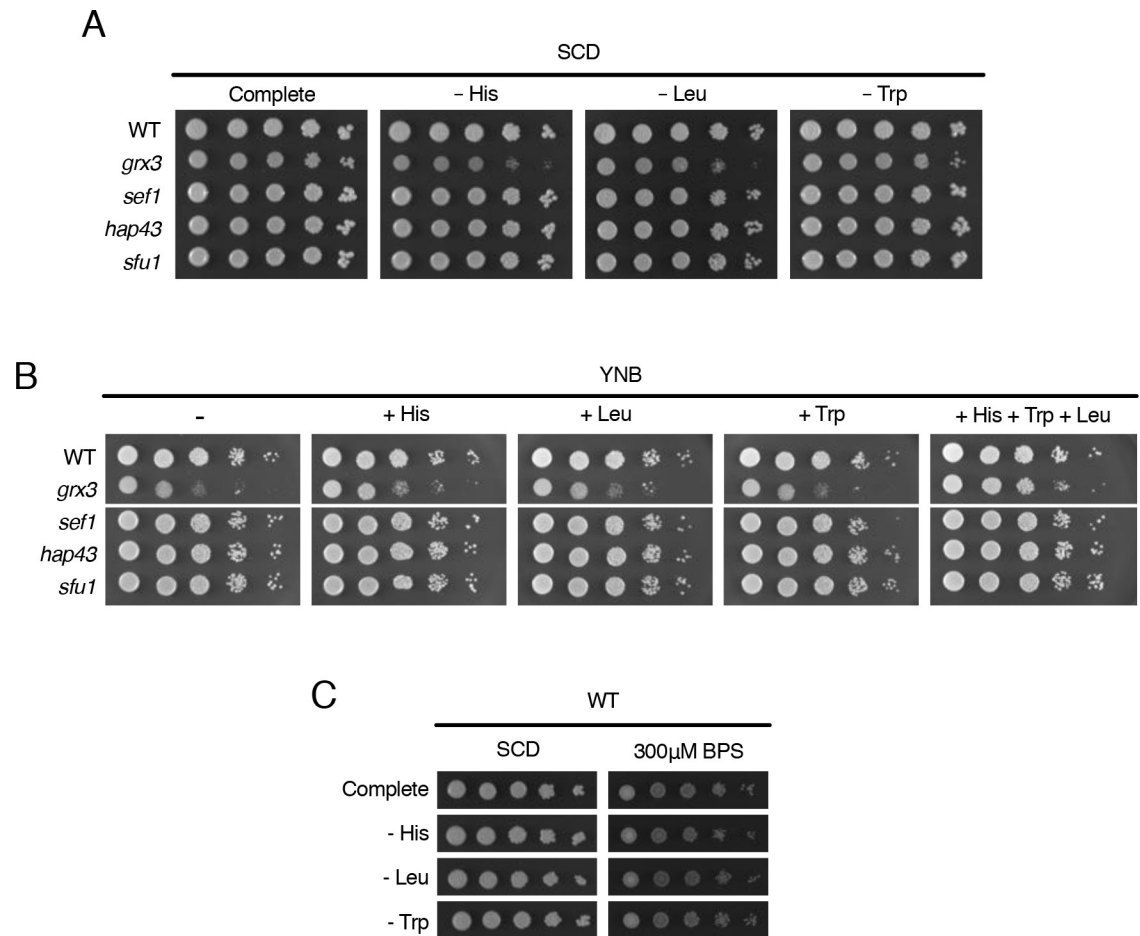 A
SCD
Complete
– His
– Leu
– Trp
WT
grx3
sef1
hap43
sfu1
B
YNB
-
+ His
+ Leu
+ Trp
+ His + Trp + Leu
WT
grx3
sef1
hap43
sfu1
C
WT
SCD
300µM BPS
Complete
- His
- Leu
- Trp